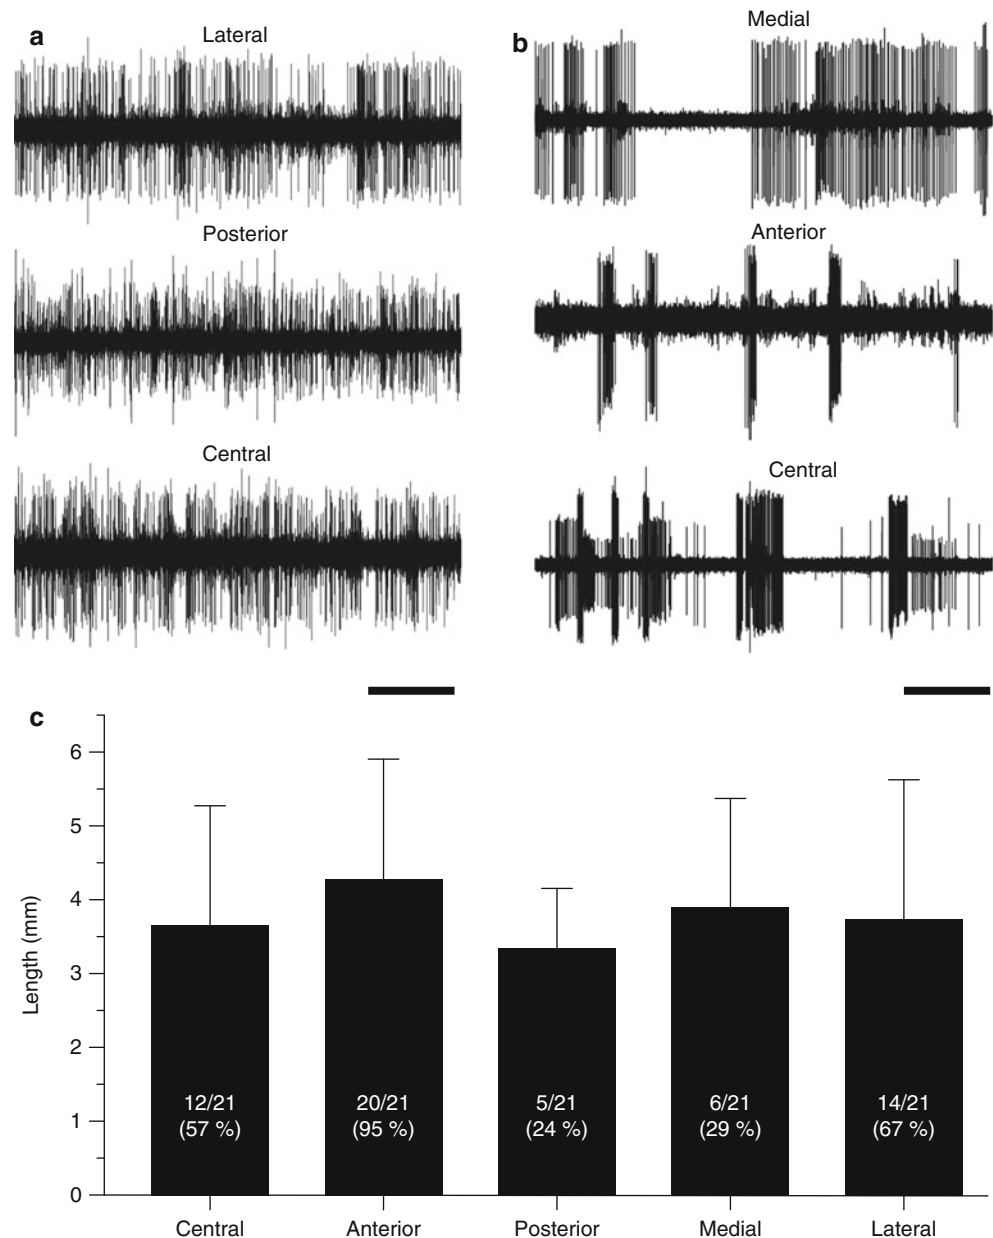 a
Lateral
Posterior
Central
b
Medial
Anterior
Central
c
Length (mm)
6
5
4
3
2
1
0
12/21
(57 %)
20/21
(95 %)
5/21
(24 %)
6/21
(29 %)
14/21
(67 %)
Central
Anterior
Posterior
Medial
Lateral